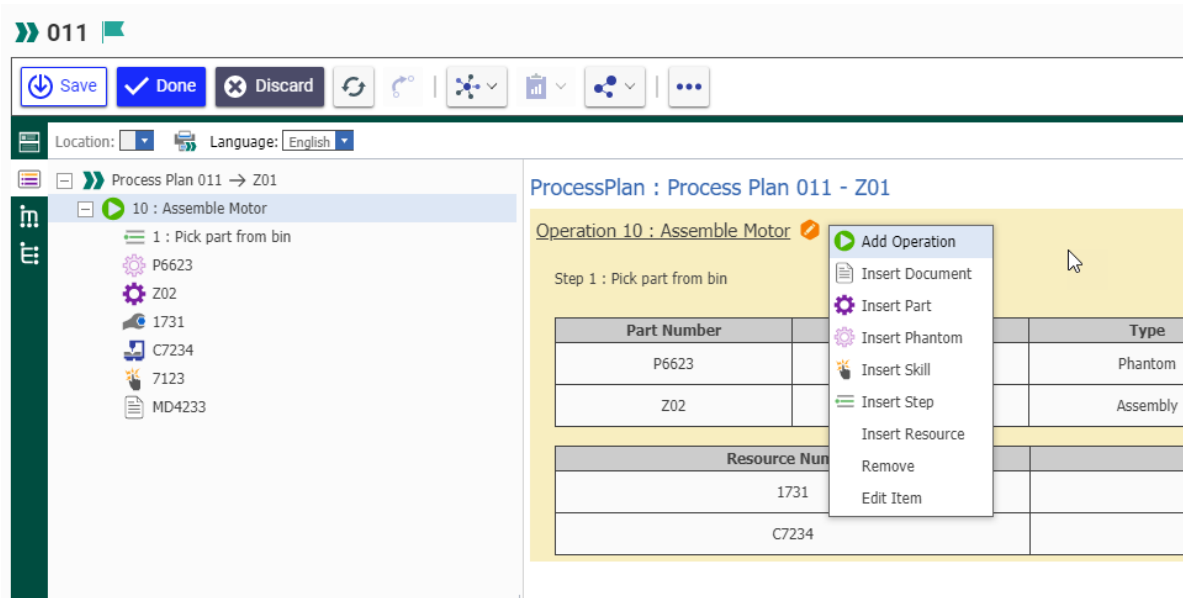 011
Save
Done
Discard
Location:
Language: English
Process Plan 011 → Z01
10 : Assemble Motor
1 : Pick part from bin
P6623
Z02
1731
C7234
7123
MD4233
ProcessPlan : Process Plan 011 - Z01
Operation 10 : Assemble Motor
Step 1 : Pick part from bin
Part Number Type
P6623 Phantom
Z02 Assembly
Resource Num
1731
C7234
Add Operation
Insert Document
Insert Part
Insert Phantom
Insert Skill
Insert Step
Insert Resource
Remove
Edit Item